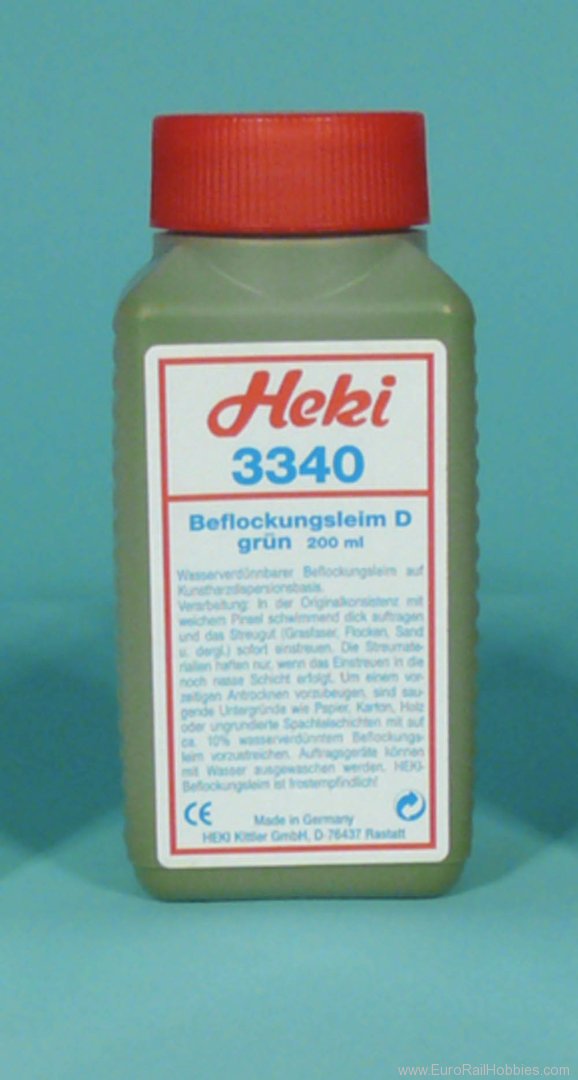 Heki
3340
Beflockungsleim D
grün 200 ml
Wasserverdünnbarer Beflockungsleim auf
Kunstharzdispersionsbasis.
Verarbeitung: In der Originalkonsistenz mit
weichem Pinsel schwimmend dick auftragen
und das Streugut (Grasfaser, Flocken, Sand
u. dergl.) sofort einstreuen. Die Streumate-
rialien haften nur, wenn das Einstreuen in die
noch nasse Schicht erfolgt. Um einem vor-
zeitigen Antrocknen vorzubeugen, sind sau-
gende Untergründe wie Papier, Karton, Holz
oder ungrundierte Spachtelschichten mit auf
ca. 10% wasserverdünntem Beflockungs-
leim vorzustreichen. Auftragsgeräte können
mit Wasser ausgewaschen werden. HEKI-
Beflockungsleim ist frostempfindlich!
CE
Made in Germany
HEKI Kittler GmbH, D-76437 Rastatt
www.EuroRailHobbies.com